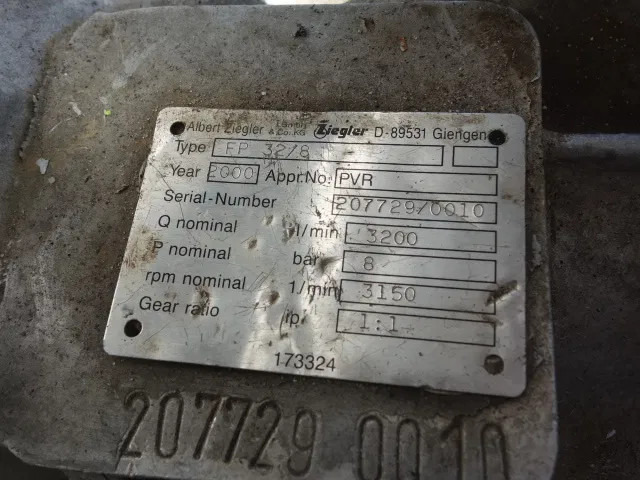 Albert Ziegler GmbH & Co. KG Ziegler D-89531 Giengen
Type FP 32/8
Year 2000 Appr.No. PVR
Serial-Number 207729/0010
Q nominal l/min 3200
P nominal bar 8
rpm nominal 1/min 3150
Gear ratio ip 1:1
173324
207729 0010